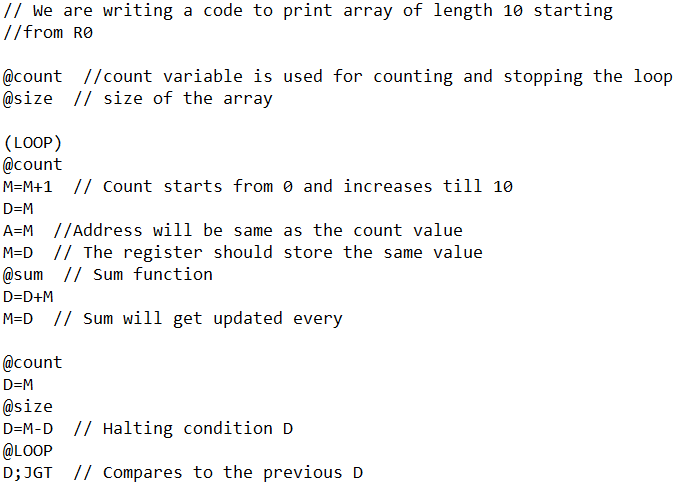 // We are writing a code to print array of length 10 starting
//from R0
@count  //count variable is used for counting and stopping the loop
@size  // size of the array
(LOOP)
@count
M=M+1  // Count starts from 0 and increases till 10
D=M
A=M  //Address will be same as the count value
M=D  // The register should store the same value
@sum  // Sum function
D=D+M
M=D  // Sum will get updated every
@count
D=M
@size
D=M-D  // Halting condition D
@LOOP
D;JGT  // Compares to the previous D